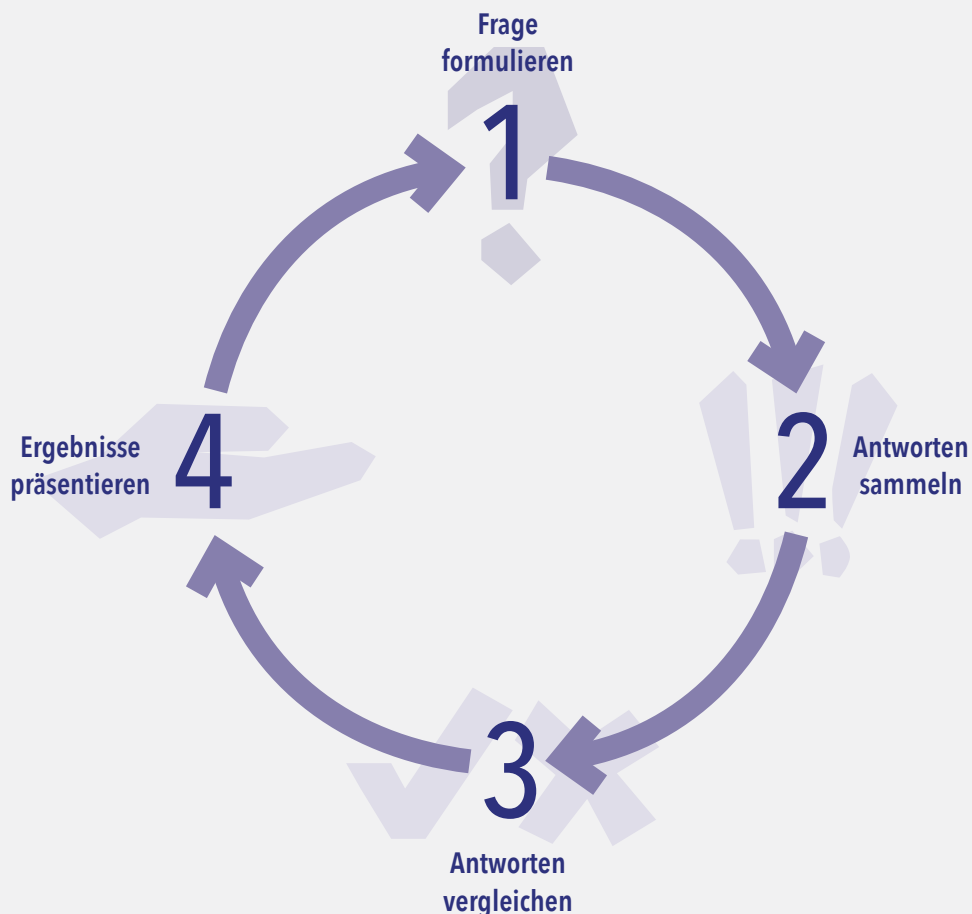 Frage
formulieren
1
2
Antworten
sammeln
3
Antworten
vergleichen
4
Ergebnisse
präsentieren